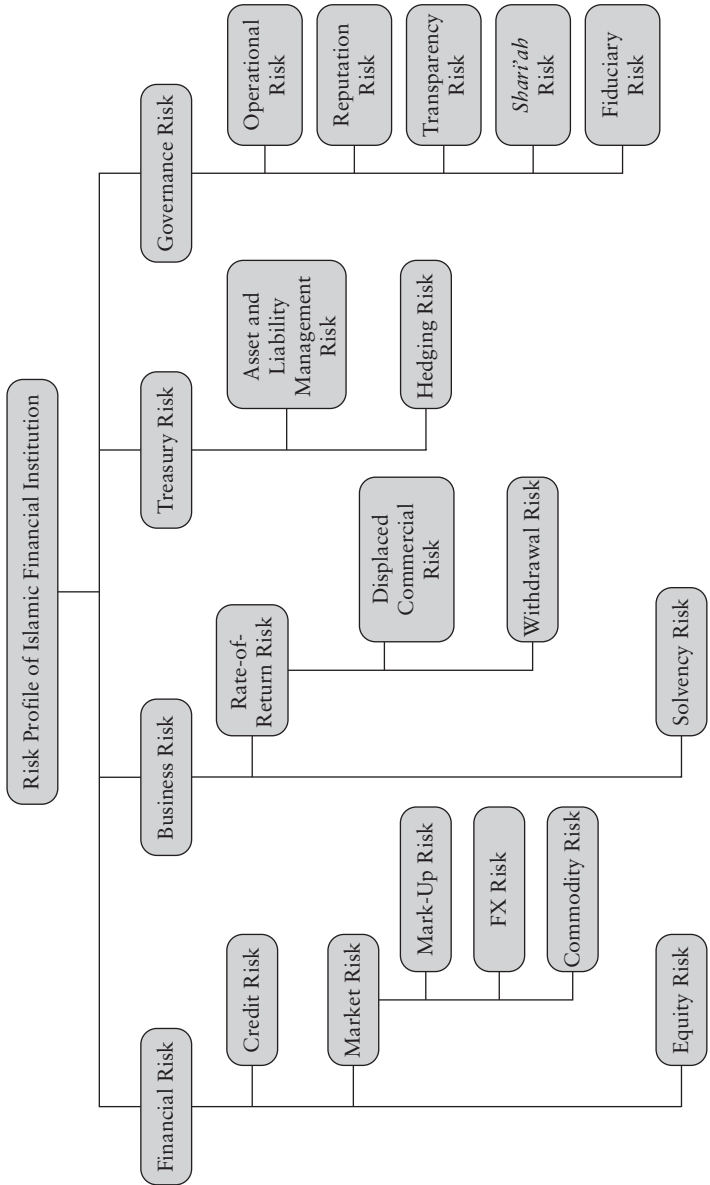 Risk Profile of Islamic Financial Institution
Financial Risk
Credit Risk
Market Risk
Mark-Up Risk
FX Risk
Commodity Risk
Equity Risk
Business Risk
Rate-of-
Return Risk
Displaced
Commercial
Risk
Withdrawal Risk
Solvency Risk
Treasury Risk
Asset and
Liability
Management
Risk
Hedging Risk
Governance Risk
Operational
Risk
Reputation
Risk
Transparency
Risk
Shari’ah
Risk
Fiduciary
Risk